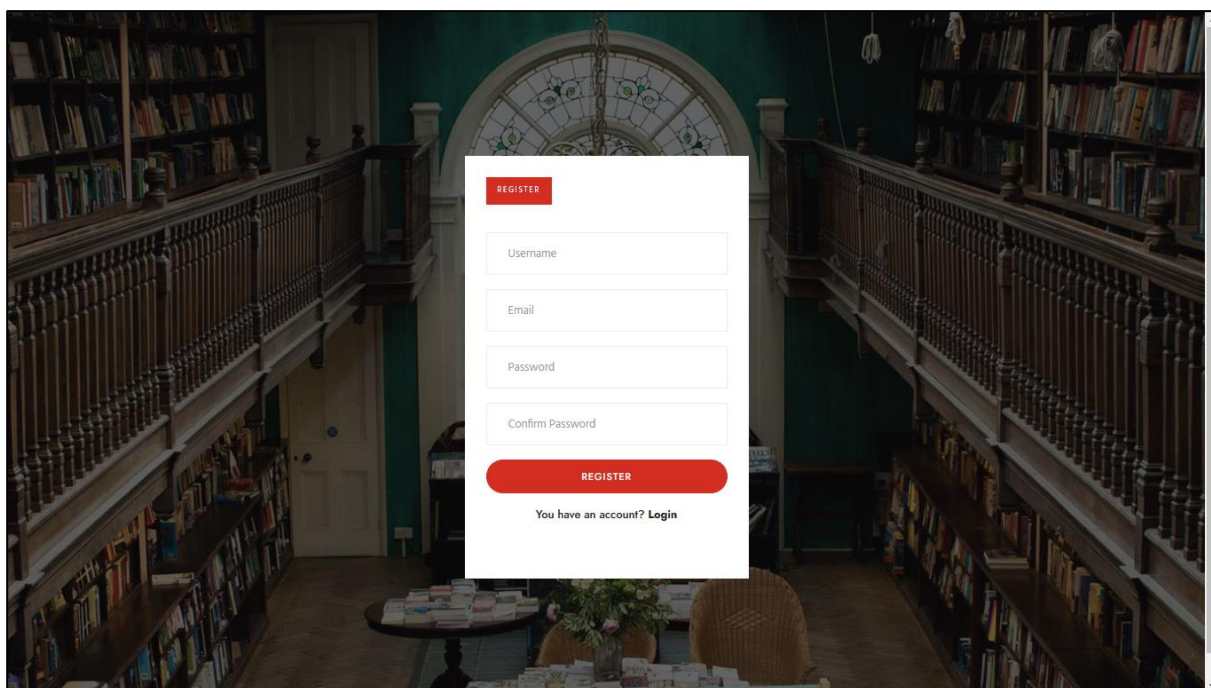 REGISTER
Username
Email
Password
Confirm Password
REGISTER
You have an account? Login